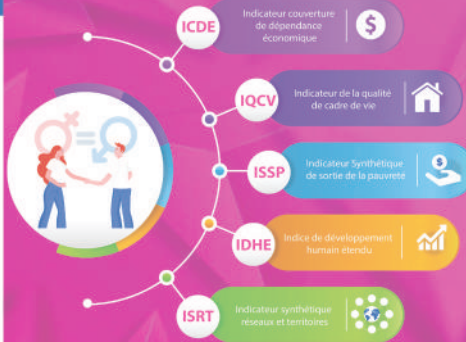 ICDE
Indicateur couverture
de dépendance
économique
IQCV
Indicateur de la qualité
de cadre de vie
ISSP
Indicateur Synthétique
de sortie de la pauvreté
IDHE
Indice de développement
humain étendu
ISRT
Indicateur synthétique
réseaux et territoires